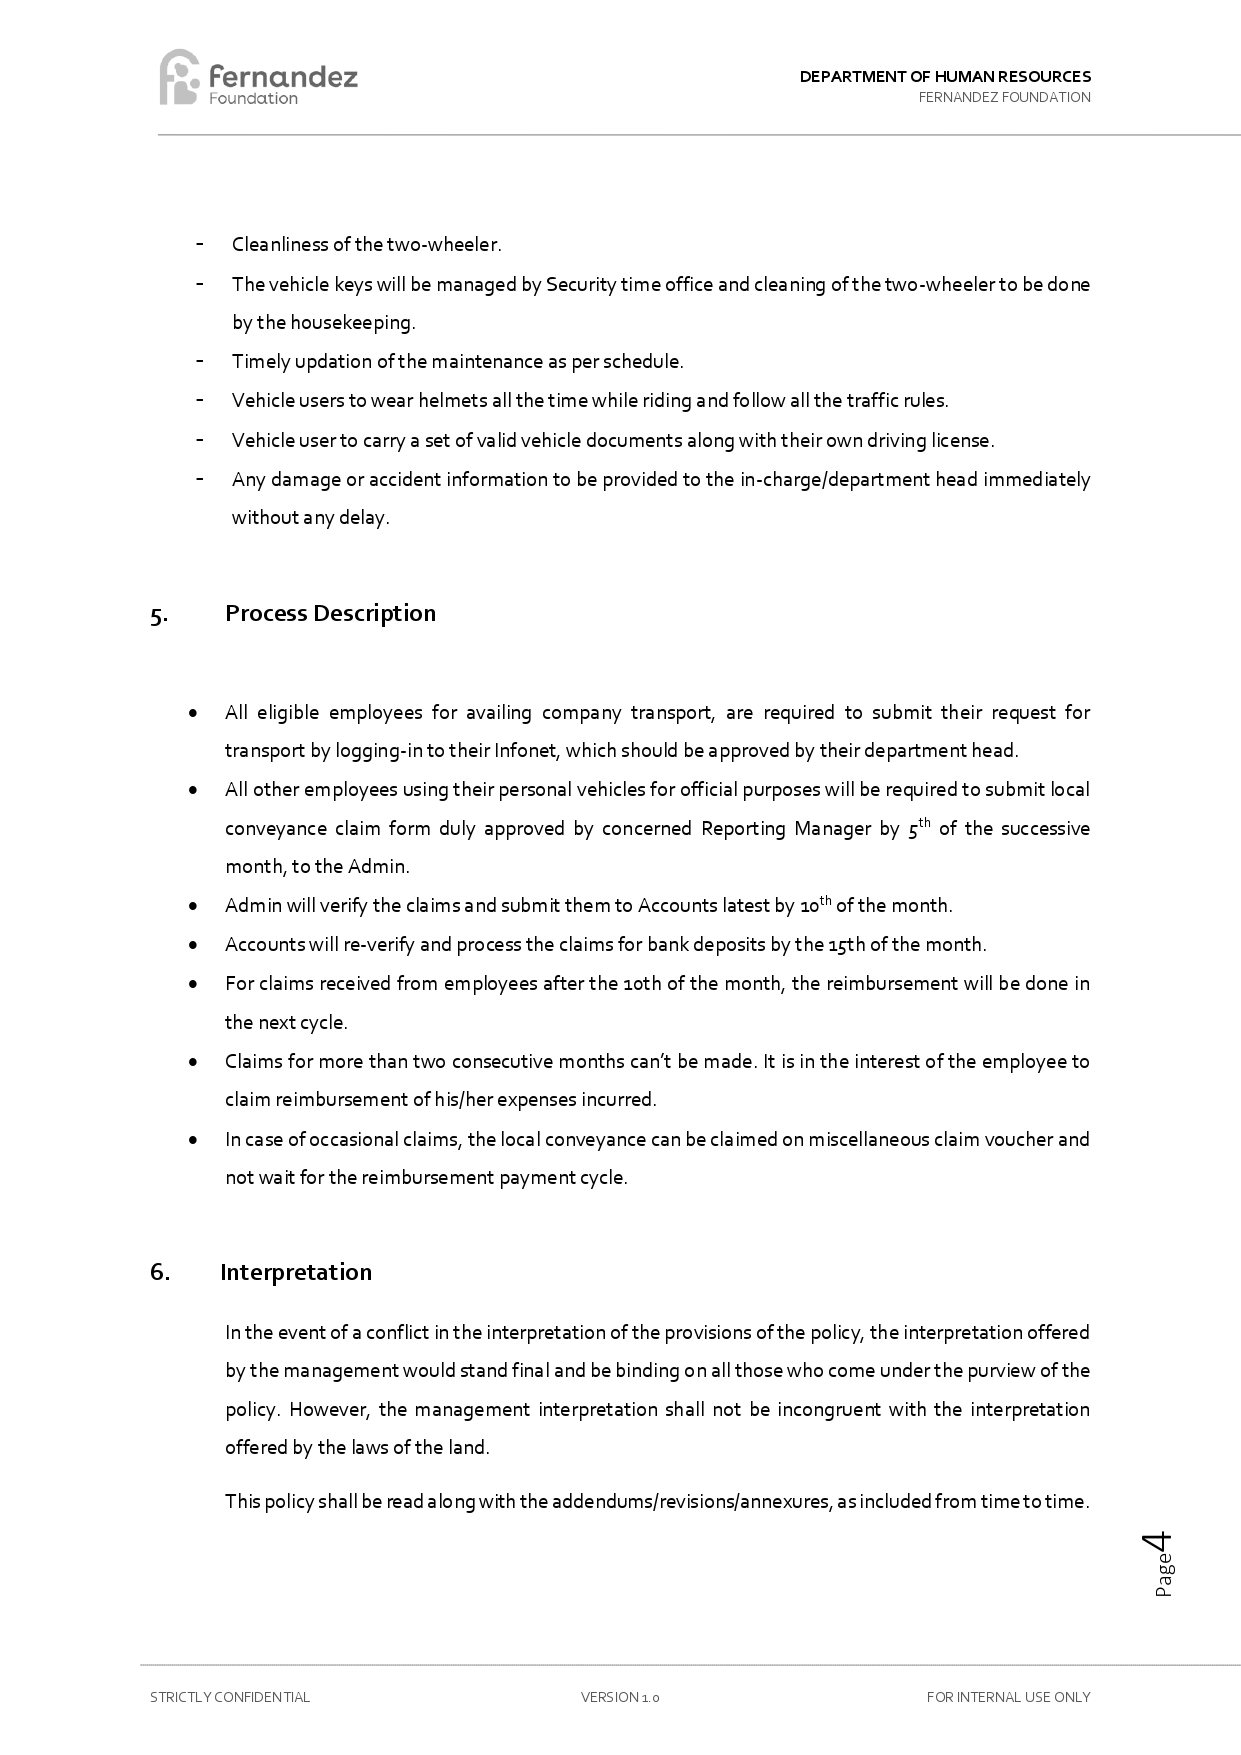 fernandez
Foundation
DEPARTMENT OF HUMAN RESOURCES
FERNANDEZ FOUNDATION
- Cleanliness of the two-wheeler.
- The vehicle keys will be managed by Security time office and cleaning of the two-wheeler to be done
by the housekeeping.
- Timely updation of the maintenance as per schedule.
- Vehicle users to wear helmets all the time while riding and follow all the traffic rules.
- Vehicle user to carry a set of valid vehicle documents along with their own driving license.
- Any damage or accident information to be provided to the in-charge/department head immediately
without any delay.
5. Process Description
• All eligible employees for availing company transport, are required to submit their request for
transport by logging-in to their Infonet, which should be approved by their department head.
• All other employees using their personal vehicles for official purposes will be required to submit local
conveyance claim form duly approved by concerned Reporting Manager by 5th of the successive
month, to the Admin.
• Admin will verify the claims and submit them to Accounts latest by 10th of the month.
• Accounts will re-verify and process the claims for bank deposits by the 15th of the month.
• For claims received from employees after the 10th of the month, the reimbursement will be done in
the next cycle.
• Claims for more than two consecutive months can’t be made. It is in the interest of the employee to
claim reimbursement of his/her expenses incurred.
• In case of occasional claims, the local conveyance can be claimed on miscellaneous claim voucher and
not wait for the reimbursement payment cycle.
6. Interpretation
In the event of a conflict in the interpretation of the provisions of the policy, the interpretation offered
by the management would stand final and be binding on all those who come under the purview of the
policy. However, the management interpretation shall not be incongruent with the interpretation
offered by the laws of the land.
This policy shall be read along with the addendums/revisions/annexures, as included from time to time.
Page4
STRICTLY CONFIDENTIAL
VERSION 1.0
FOR INTERNAL USE ONLY